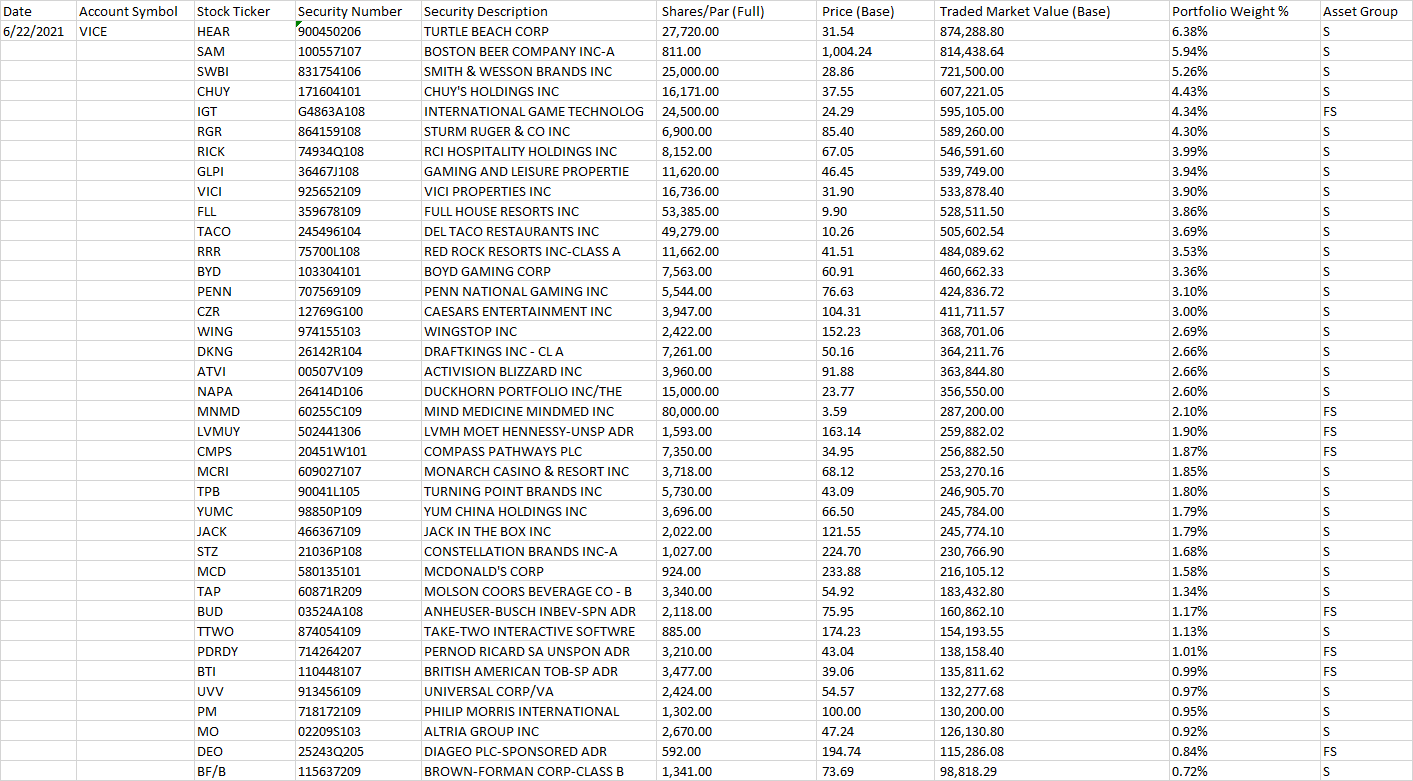 Date Account Symbol Stock Ticker Security Number Security Description Shares/Par (Full) Price (Base) Traded Market Value (Base) Portfolio Weight % Asset Group
6/22/2021 VICE HEAR 900450206 TURTLE BEACH CORP 27,720.00 31.54 874,288.80 6.38% S
SAM 100557107 BOSTON BEER COMPANY INC-A 811.00 1,004.24 814,438.64 5.94% S
SWBI 831754106 SMITH & WESSON BRANDS INC 25,000.00 28.86 721,500.00 5.26% S
CHUY 171604101 CHUY'S HOLDINGS INC 16,171.00 37.55 607,221.05 4.43% S
IGT G4863A108 INTERNATIONAL GAME TECHNOLOG 24,500.00 24.29 595,105.00 4.34% FS
RGR 864159108 STURM RUGER & CO INC 6,900.00 85.40 589,260.00 4.30% S
RICK 74934Q108 RCI HOSPITALITY HOLDINGS INC 8,152.00 67.05 546,591.60 3.99% S
GLPI 36467J108 GAMING AND LEISURE PROPERTIE 11,620.00 46.45 539,749.00 3.94% S
VICI 925652109 VICI PROPERTIES INC 16,736.00 31.90 533,878.40 3.90% S
FLL 359678109 FULL HOUSE RESORTS INC 53,385.00 9.90 528,511.50 3.86% S
TACO 245496104 DEL TACO RESTAURANTS INC 49,279.00 10.26 505,602.54 3.69% S
RRR 75700L108 RED ROCK RESORTS INC-CLASS A 11,662.00 41.51 484,089.62 3.53% S
BYD 103304101 BOYD GAMING CORP 7,563.00 60.91 460,662.33 3.36% S
PENN 707569109 PENN NATIONAL GAMING INC 5,544.00 76.63 424,836.72 3.10% S
CZR 12769G100 CAESARS ENTERTAINMENT INC 3,947.00 104.31 411,711.57 3.00% S
WING 974155103 WINGSTOP INC 2,422.00 152.23 368,701.06 2.69% S
DKNG 26142R104 DRAFTKINGS INC - CL A 7,261.00 50.16 364,211.76 2.66% S
ATVI 00507V109 ACTIVISION BLIZZARD INC 3,960.00 91.88 363,844.80 2.66% S
NAPA 26414D106 DUCKHORN PORTFOLIO INC/THE 15,000.00 23.77 356,550.00 2.60% S
MNMD 60255C109 MIND MEDICINE MINDMED INC 80,000.00 3.59 287,200.00 2.10% FS
LVMUY 502441306 LVMH MOET HENNESSY-UNSP ADR 1,593.00 163.14 259,882.02 1.90% FS
CMPS 20451W101 COMPASS PATHWAYS PLC 7,350.00 34.95 256,882.50 1.87% FS
MCRI 609027107 MONARCH CASINO & RESORT INC 3,718.00 68.12 253,270.16 1.85% S
TPB 90041L105 TURNING POINT BRANDS INC 5,730.00 43.09 246,905.70 1.80% S
YUMC 98850P109 YUM CHINA HOLDINGS INC 3,696.00 66.50 245,784.00 1.79% S
JACK 466367109 JACK IN THE BOX INC 2,022.00 121.55 245,774.10 1.79% S
STZ 21036P108 CONSTELLATION BRANDS INC-A 1,027.00 224.70 230,766.90 1.68% S
MCD 580135101 MCDONALD'S CORP 924.00 233.88 216,105.12 1.58% S
TAP 60871R209 MOLSON COORS BEVERAGE CO - B 3,340.00 54.92 183,432.80 1.34% S
BUD 03524A108 ANHEUSER-BUSCH INBEV-SPN ADR 2,118.00 75.95 160,862.10 1.17% FS
TTWO 874054109 TAKE-TWO INTERACTIVE SOFTWRE 885.00 174.23 154,193.55 1.13% S
PDRDY 714264207 PERNOD RICARD SA UNSPON ADR 3,210.00 43.04 138,158.40 1.01% FS
BTI 110448107 BRITISH AMERICAN TOB-SP ADR 3,477.00 39.06 135,811.62 0.99% FS
UVV 913456109 UNIVERSAL CORP/VA 2,424.00 54.57 132,277.68 0.97% S
PM 718172109 PHILIP MORRIS INTERNATIONAL 1,302.00 100.00 130,200.00 0.95% S
MO 02209S103 ALTRIA GROUP INC 2,670.00 47.24 126,130.80 0.92% S
DEO 25243Q205 DIAGEO PLC-SPONSORED ADR 592.00 194.74 115,286.08 0.84% FS
BF/B 115637209 BROWN-FORMAN CORP-CLASS B 1,341.00 73.69 98,818.29 0.72% S